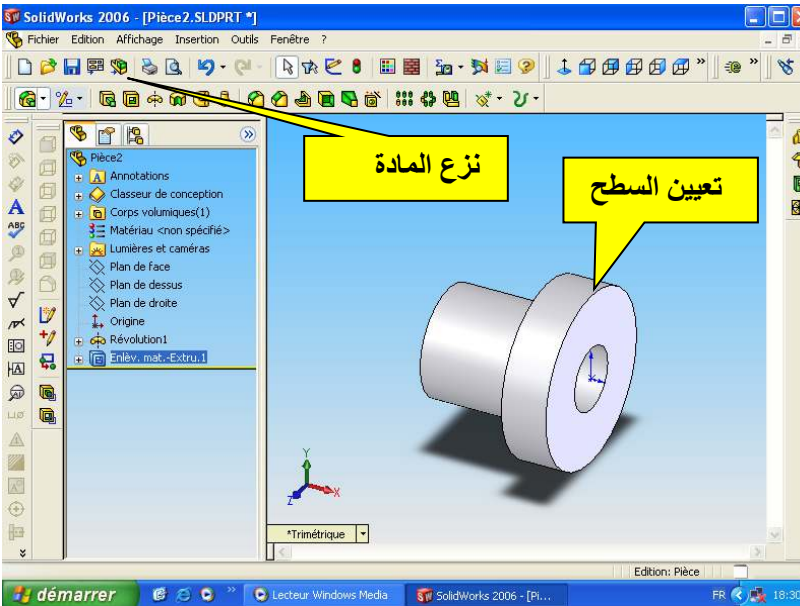 SolidWorks 2006 - [Pièce2.SLDPRT *]
Fichier Edition Affichage Insertion Outils Fenêtre ?
Pièce2
Annotations
Classeur de conception
Corps volumiques(1)
Matériau <non spécifié>
Lumières et caméras
Plan de face
Plan de dessus
Plan de droite
Origine
Révolution1
Enlèv. mat.-Extru.1
نزع المادة
تعيين السطح
Y
Z
X
*Trimétrique
Edition: Pièce
démarrer
Lecteur Windows Media
SolidWorks 2006 - [Pi...
FR
18:30